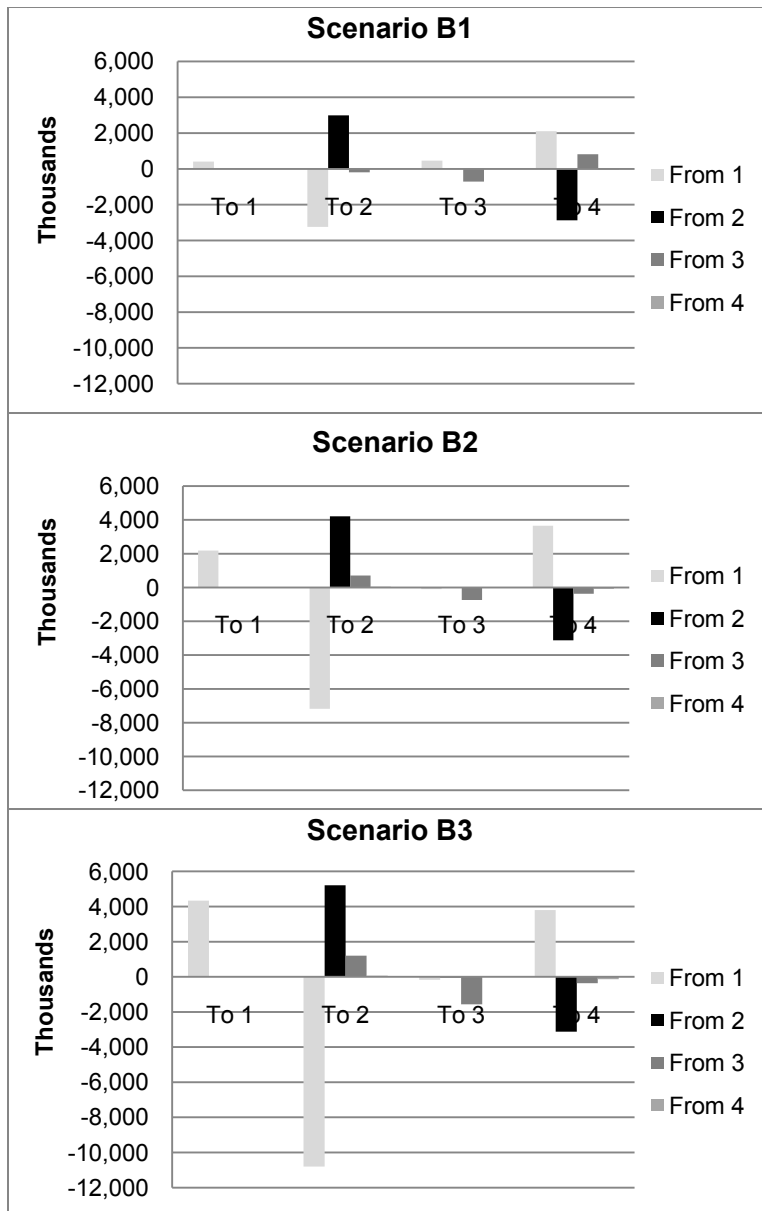 Scenario B1
Thousands
6,000
4,000
2,000
0
-2,000
-4,000
-6,000
-8,000
-10,000
-12,000
To 1
To 2
To 3
To 4
From 1
From 2
From 3
From 4
Scenario B2
Thousands
6,000
4,000
2,000
0
-2,000
-4,000
-6,000
-8,000
-10,000
-12,000
To 1
To 2
To 3
To 4
From 1
From 2
From 3
From 4
Scenario B3
Thousands
6,000
4,000
2,000
0
-2,000
-4,000
-6,000
-8,000
-10,000
-12,000
To 1
To 2
To 3
To 4
From 1
From 2
From 3
From 4